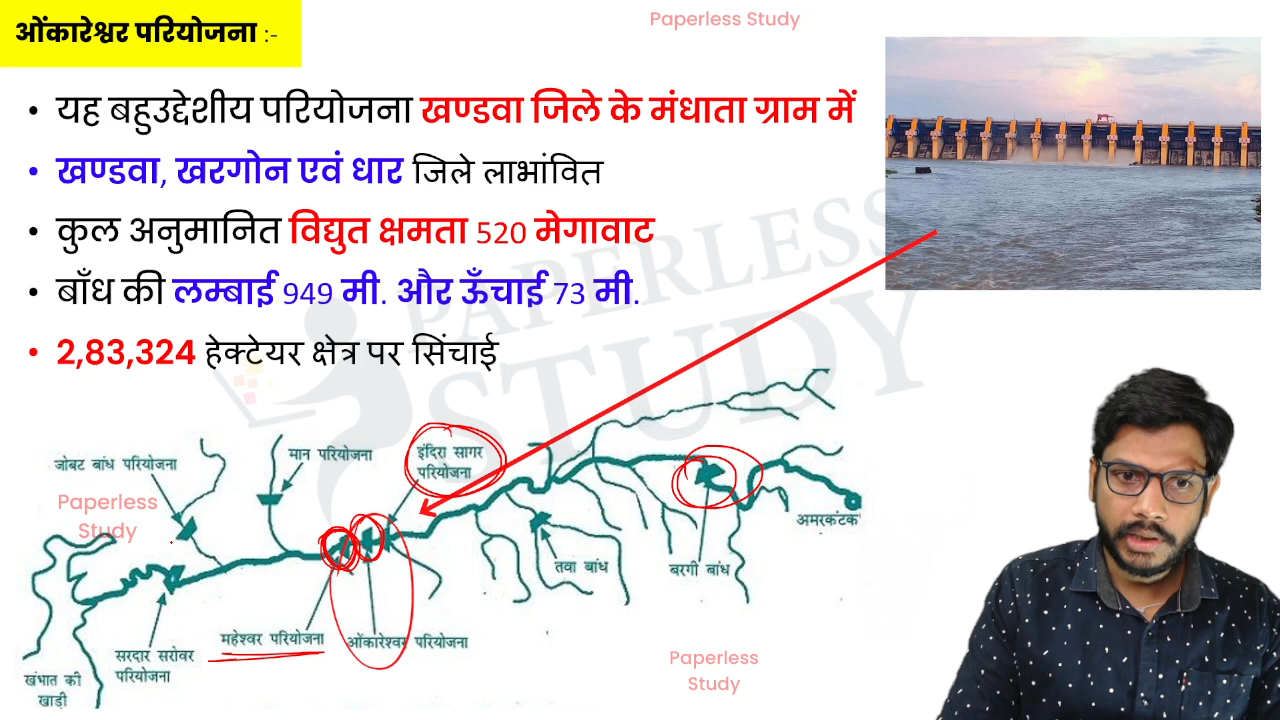 ओंकारेश्वर परियोजना :-
Paperless Study
• यह बहुउद्देशीय परियोजना खण्डवा जिले के मंधाता ग्राम में
• खण्डवा, खरगोन एवं धार जिले लाभांवित
• कुल अनुमानित विद्युत क्षमता 520 मेगावाट
• बाँध की लम्बाई 949 मी. और ऊँचाई 73 मी.
• 2,83,324 हेक्टेयर क्षेत्र पर सिंचाई
PAPERLESS
STUDY
जोबट बांध परियोजना
मान परियोजना
इंदिरा सागर
परियोजना
Paperless
Study
अमरकंटक
तवा बांध
बरगी बांध
महेश्वर परियोजना
ओंकारेश्वर परियोजना
सरदार सरोवर
परियोजना
खंभात की
खाड़ी
Paperless
Study